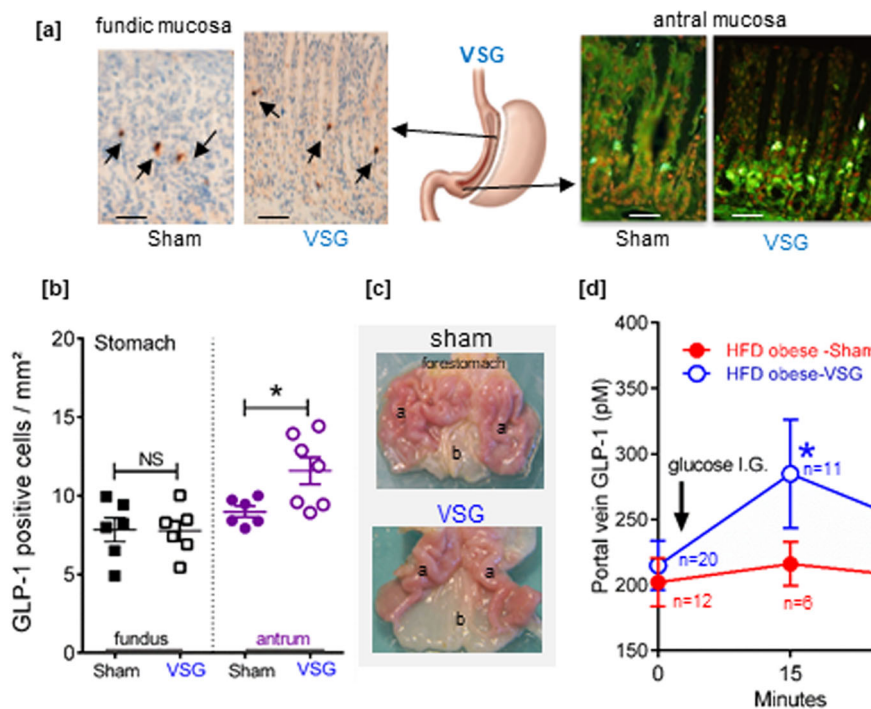 [a]
fundic mucosa
VSG
antral mucosa
Sham
VSG
Sham
VSG
[b]
GLP-1 positive cells / mm²
20
15
10
5
0
Stomach
NS
*
fundus
antrum
Sham
VSG
Sham
VSG
[c]
sham
forestomach
a
a
b
VSG
a
a
b
[d]
Portal vein GLP-1 (pM)
400
350
300
250
200
150
HFD obese -Sham
HFD obese-VSG
glucose I.G.
*
n=11
n=20
n=12
n=6
0
15
Minutes